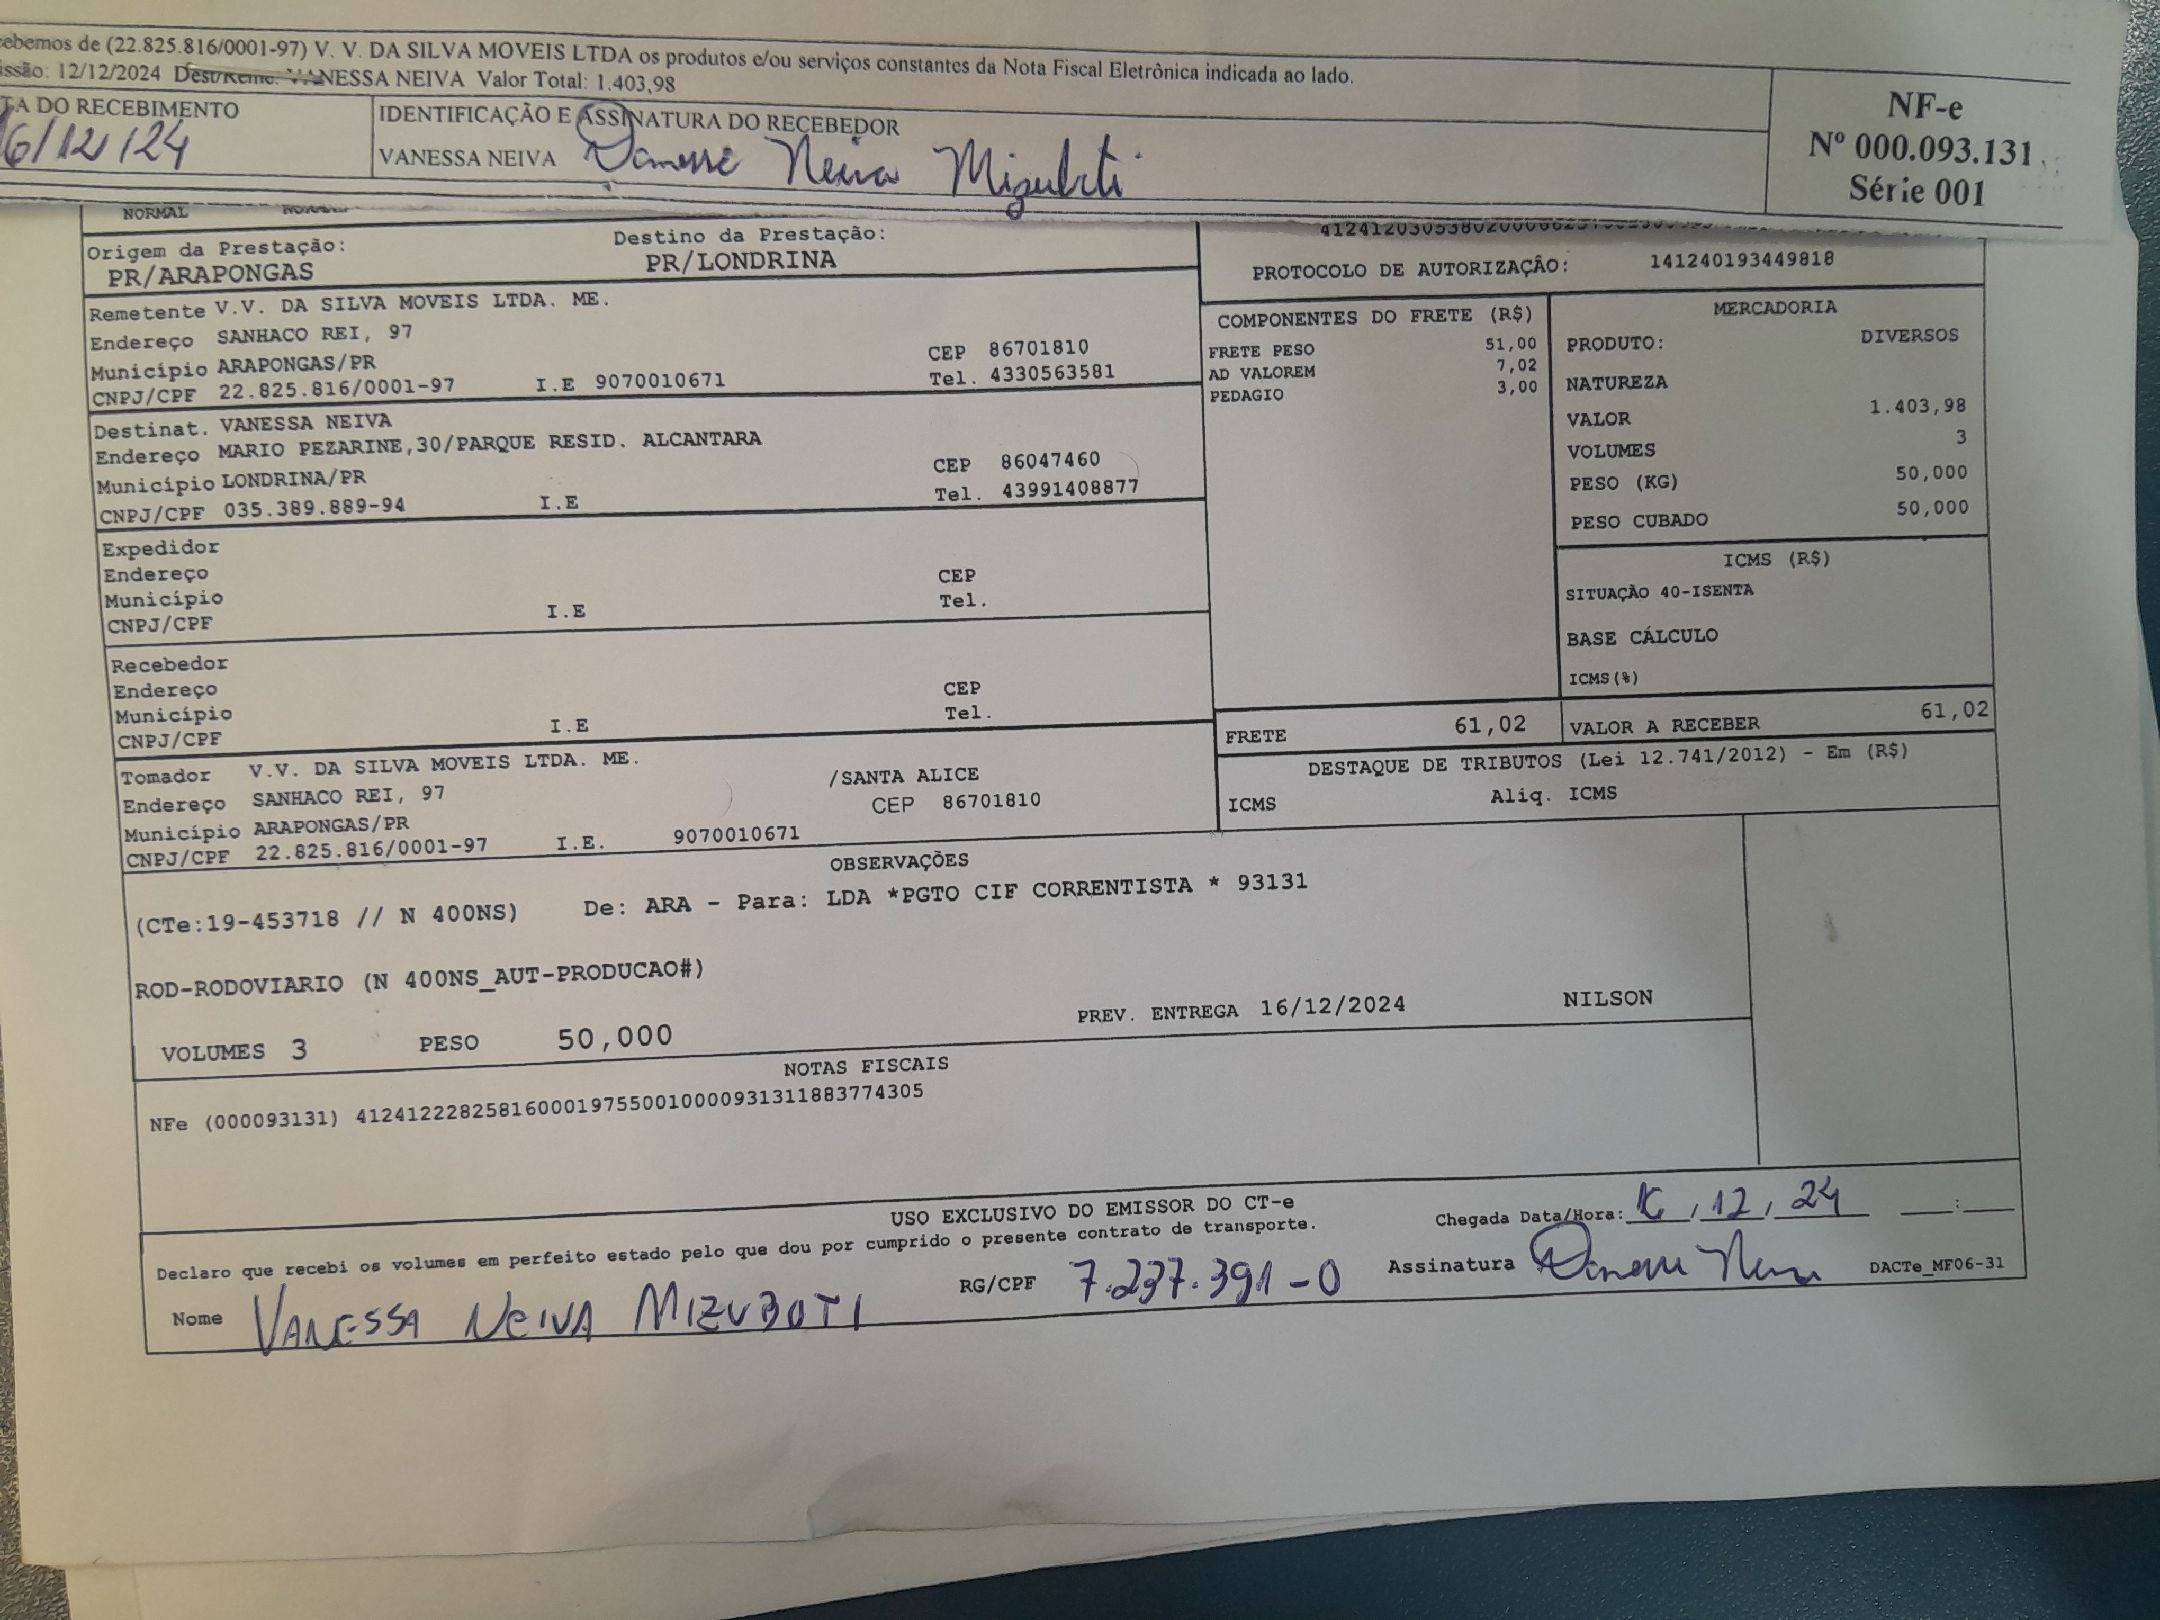 ebemos de (22.825.816/0001-97) V. V. DA SILVA MOVEIS LTDA os produtos e/ou serviços constantes da Nota Fiscal Eletrônica indicada ao lado.
issão: 12/12/2024 Dest/Reme: VANESSA NEIVA Valor Total: 1.403,98
TA DO RECEBIMENTO
6/12/24
IDENTIFICAÇÃO E ASSINATURA DO RECEBEDOR
VANESSA NEIVA Vanessa Neiva Mizuboti
NF-e
Nº 000.093.131
Série 001
NORMAL
Origem da Prestação: Destino da Prestação:
PR/ARAPONGAS PR/LONDRINA
PROTOCOLO DE AUTORIZAÇÃO: 141240193449818
Remetente V.V. DA SILVA MOVEIS LTDA. ME.
Endereço SANHACO REI, 97
Município ARAPONGAS/PR CEP 86701810
CNPJ/CPF 22.825.816/0001-97 I.E 9070010671 Tel. 4330563581
Destinat. VANESSA NEIVA
Endereço MARIO PEZARINE,30/PARQUE RESID. ALCANTARA
Município LONDRINA/PR CEP 86047460
CNPJ/CPF 035.389.889-94 I.E Tel. 43991408877
Expedidor
Endereço
Município CEP
CNPJ/CPF I.E Tel.
Recebedor
Endereço
Município CEP
CNPJ/CPF I.E Tel.
Tomador V.V. DA SILVA MOVEIS LTDA. ME.
Endereço SANHACO REI, 97 /SANTA ALICE
Município ARAPONGAS/PR CEP 86701810
CNPJ/CPF 22.825.816/0001-97 I.E. 9070010671
COMPONENTES DO FRETE (R$)
FRETE PESO 51,00
AD VALOREM 7,02
PEDAGIO 3,00
MERCADORIA
PRODUTO: DIVERSOS
NATUREZA
VALOR 1.403,98
VOLUMES 3
PESO (KG) 50,000
PESO CUBADO 50,000
ICMS (R$)
SITUAÇÃO 40-ISENTA
BASE CÁLCULO
ICMS(%)
FRETE 61,02 VALOR A RECEBER 61,02
DESTAQUE DE TRIBUTOS (Lei 12.741/2012) - Em (R$)
ICMS Aliq. ICMS
OBSERVAÇÕES
(CTe:19-453718 // N 400NS) De: ARA - Para: LDA *PGTO CIF CORRENTISTA * 93131
ROD-RODOVIARIO (N 400NS_AUT-PRODUCAO#)
VOLUMES 3 PESO 50,000 PREV. ENTREGA 16/12/2024 NILSON
NOTAS FISCAIS
NFe (000093131) 41241222825816000197550010000931311883774305
USO EXCLUSIVO DO EMISSOR DO CT-e
Declaro que recebi os volumes em perfeito estado pelo que dou por cumprido o presente contrato de transporte.
Chegada Data/Hora: 16/12/24 ___:___
Nome VANESSA NEIVA MIZUBOTI RG/CPF 7.237.391-0 Assinatura Vanessa Neiva DACTe_MF06-31